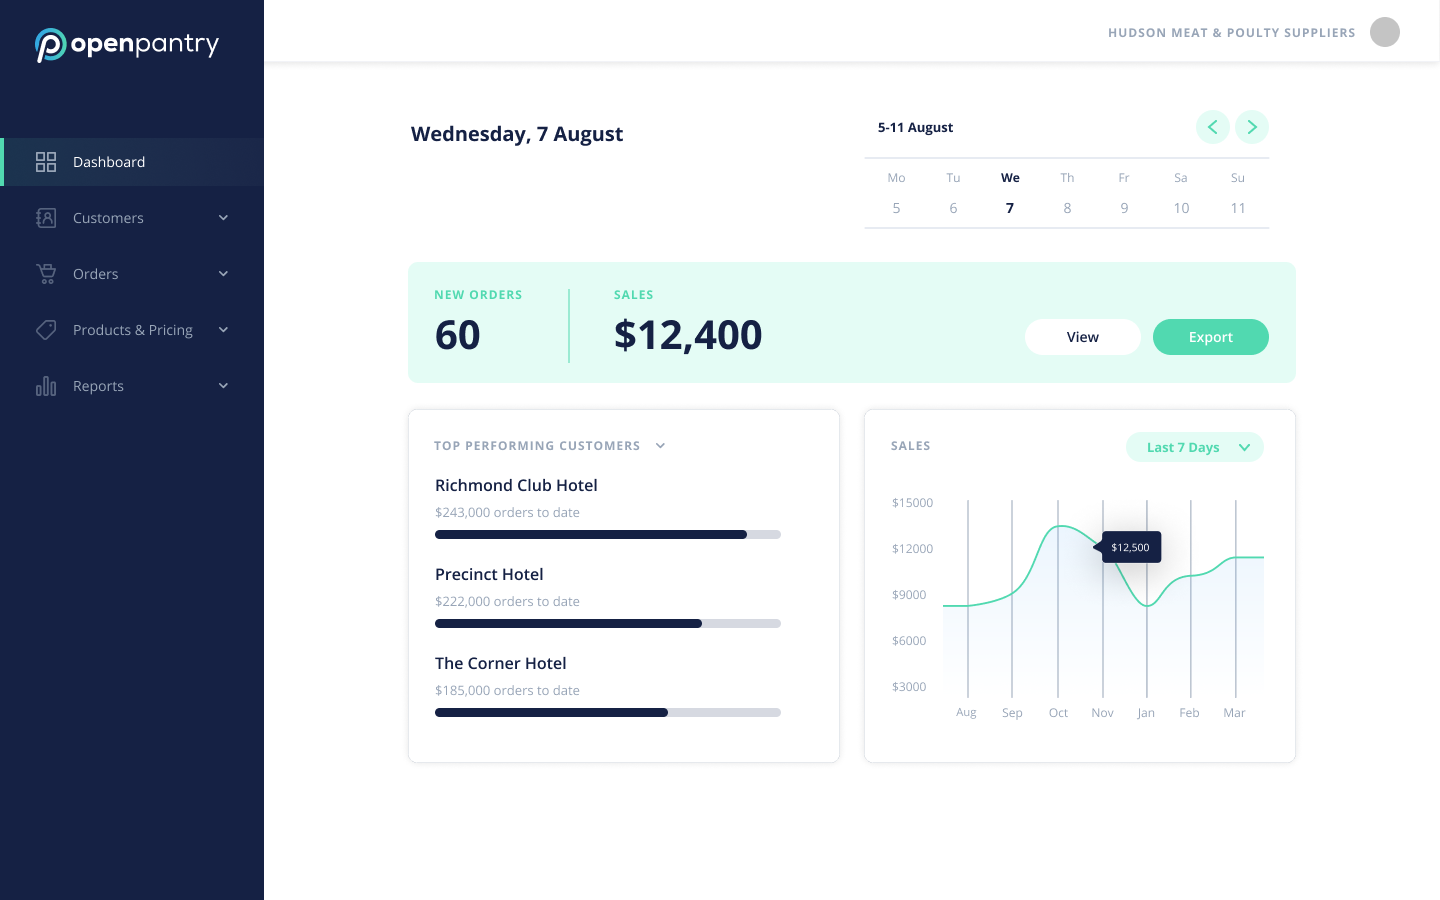 openpantry
HUDSON MEAT & POULTY SUPPLIERS
Dashboard
Customers
Orders
Products & Pricing
Reports
Wednesday, 7 August
5-11 August
Mo Tu We Th Fr Sa Su
5 6 7 8 9 10 11
NEW ORDERS
60
SALES
$12,400
View
Export
TOP PERFORMING CUSTOMERS
Richmond Club Hotel
$243,000 orders to date
Precinct Hotel
$222,000 orders to date
The Corner Hotel
$185,000 orders to date
SALES
Last 7 Days
$15000
$12000
$9000
$6000
$3000
$12,500
Aug Sep Oct Nov Jan Feb Mar